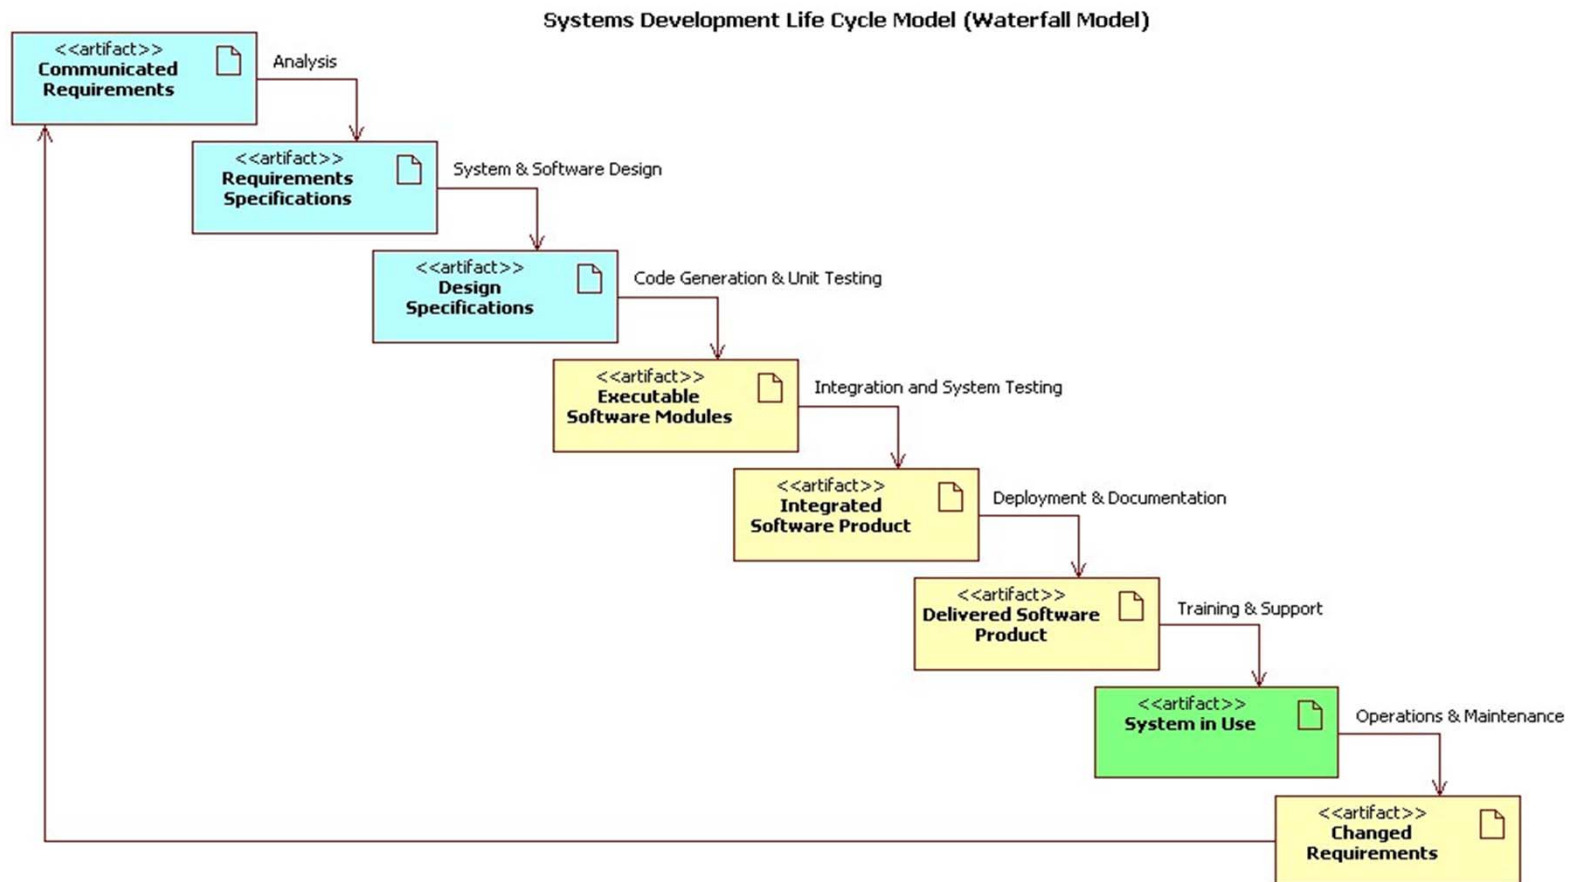 Systems Development Life Cycle Model (Waterfall Model)
<<artifact>>
Communicated
Requirements
Analysis
<<artifact>>
Requirements
Specifications
System & Software Design
<<artifact>>
Design
Specifications
Code Generation & Unit Testing
<<artifact>>
Executable
Software Modules
Integration and System Testing
<<artifact>>
Integrated
Software Product
Deployment & Documentation
<<artifact>>
Delivered Software
Product
Training & Support
<<artifact>>
System in Use
Operations & Maintenance
<<artifact>>
Changed
Requirements